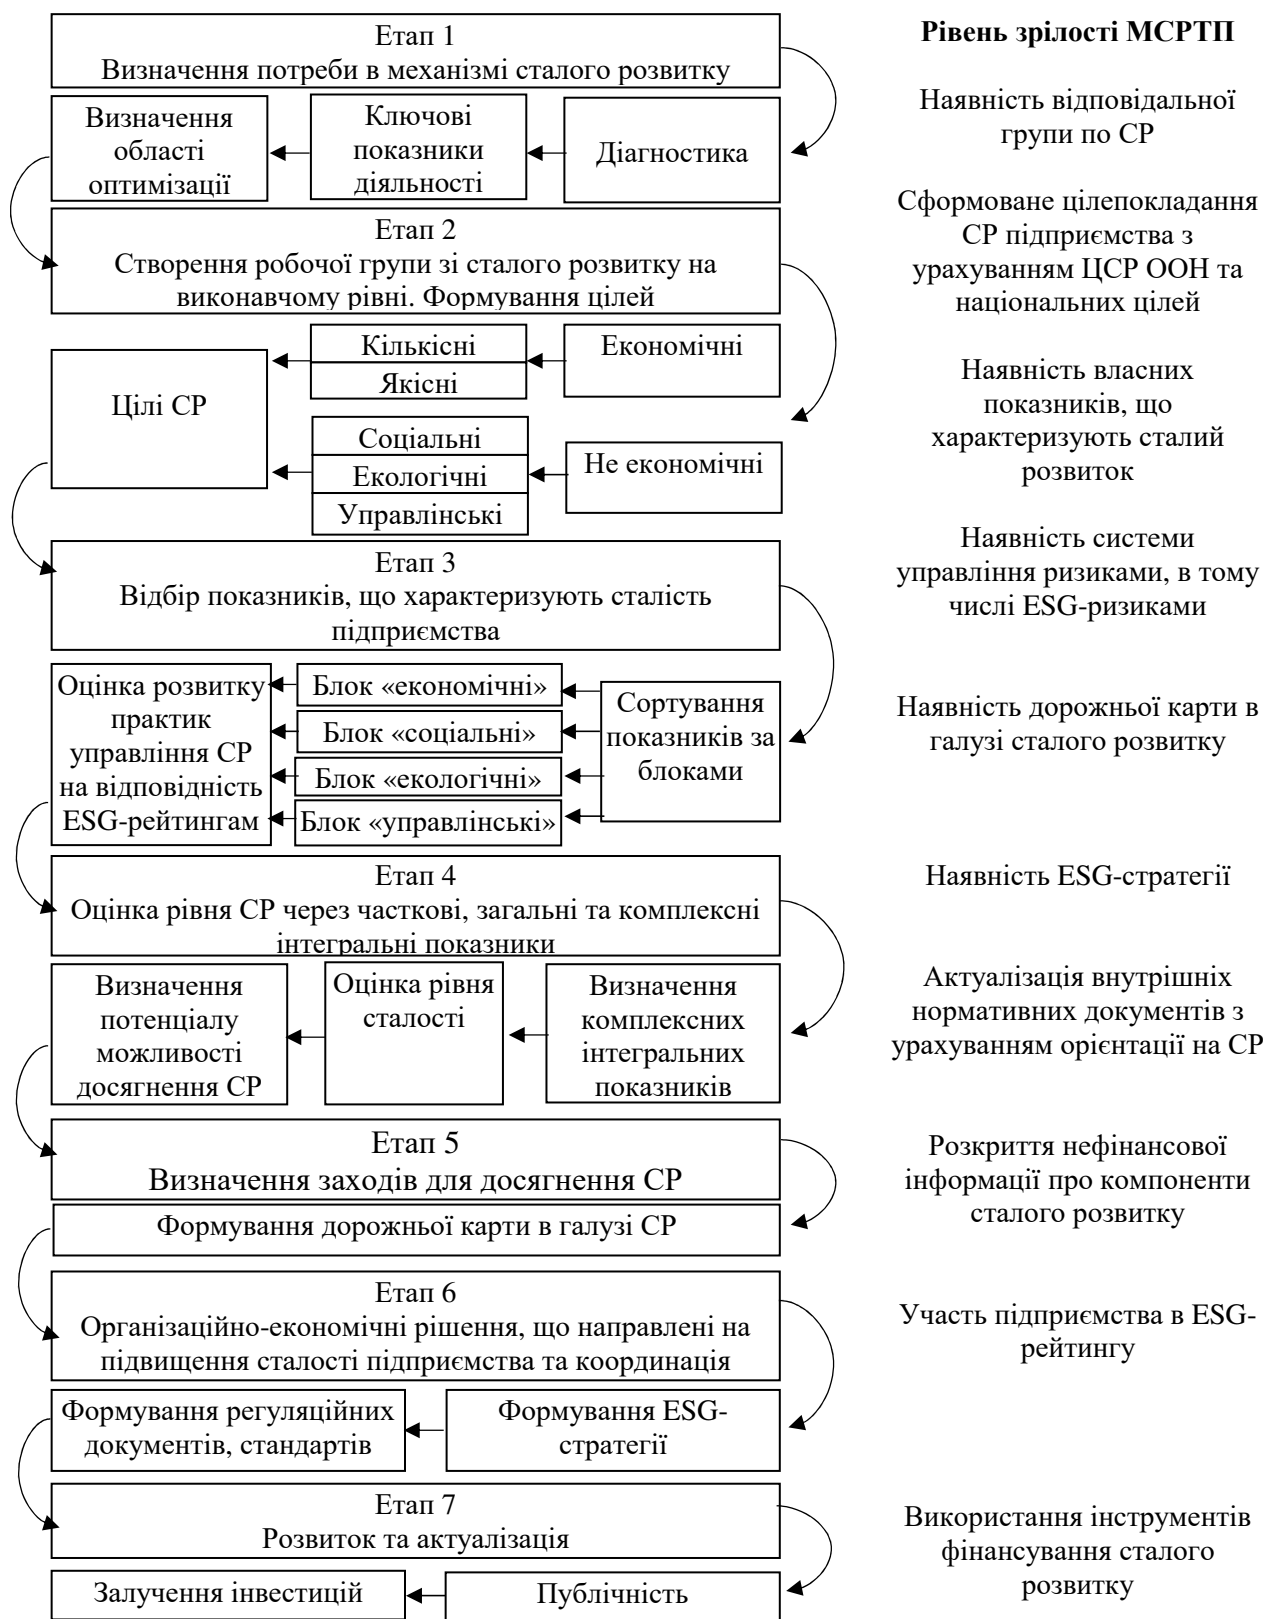 Етап 1
Визначення потреби в механізмі сталого розвитку
Визначення
області
оптимізації
Ключові
показники
діяльності
Діагностика
Етап 2
Створення робочої групи зі сталого розвитку на
виконавчому рівні. Формування цілей
Цілі СР
Кількісні
Якісні
Економічні
Соціальні
Екологічні
Управлінські
Не економічні
Етап 3
Відбір показників, що характеризують сталість
підприємства
Оцінка розвитку
практик
управління СР
на відповідність
ESG-рейтингам
Блок «економічні»
Блок «соціальні»
Блок «екологічні»
Блок «управлінські»
Сортування
показників за
блоками
Етап 4
Оцінка рівня СР через часткові, загальні та комплексні
інтегральні показники
Визначення
потенціалу
можливості
досягнення СР
Оцінка рівня
сталості
Визначення
комплексних
інтегральних
показників
Етап 5
Визначення заходів для досягнення СР
Формування дорожньої карти в галузі СР
Етап 6
Організаційно-економічні рішення, що направлені на
підвищення сталості підприємства та координація
Формування регуляційних
документів, стандартів
Формування ESG-
стратегії
Етап 7
Розвиток та актуалізація
Залучення інвестицій
Публічність
Рівень зрілості МСРТП
Наявність відповідальної
групи по СР
Сформоване цілепокладання
СР підприємства з
урахуванням ЦСР ООН та
національних цілей
Наявність власних
показників, що
характеризують сталий
розвиток
Наявність системи
управління ризиками, в тому
числі ESG-ризиками
Наявність дорожньої карти в
галузі сталого розвитку
Наявність ESG-стратегії
Актуалізація внутрішніх
нормативних документів з
урахуванням орієнтації на СР
Розкриття нефінансової
інформації про компоненти
сталого розвитку
Участь підприємства в ESG-
рейтингу
Використання інструментів
фінансування сталого
розвитку